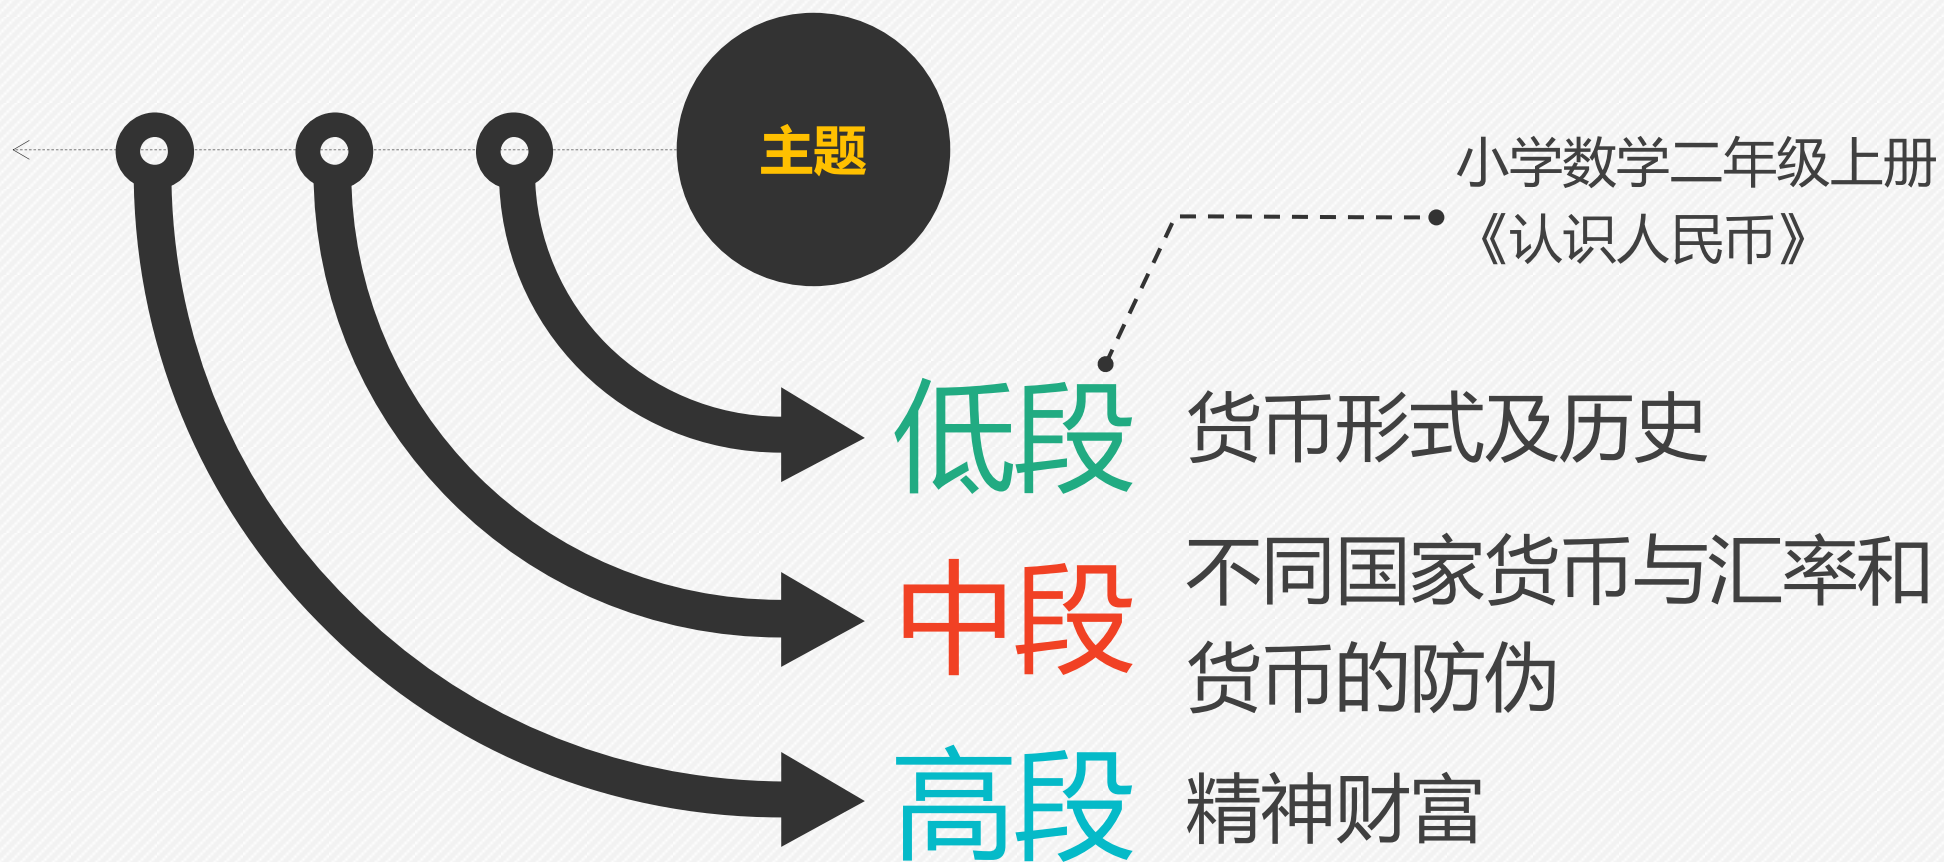 主题
小学数学二年级上册
《认识人民币》
低段 货币形式及历史
中段 不同国家货币与汇率和
货币的防伪
高段 精神财富